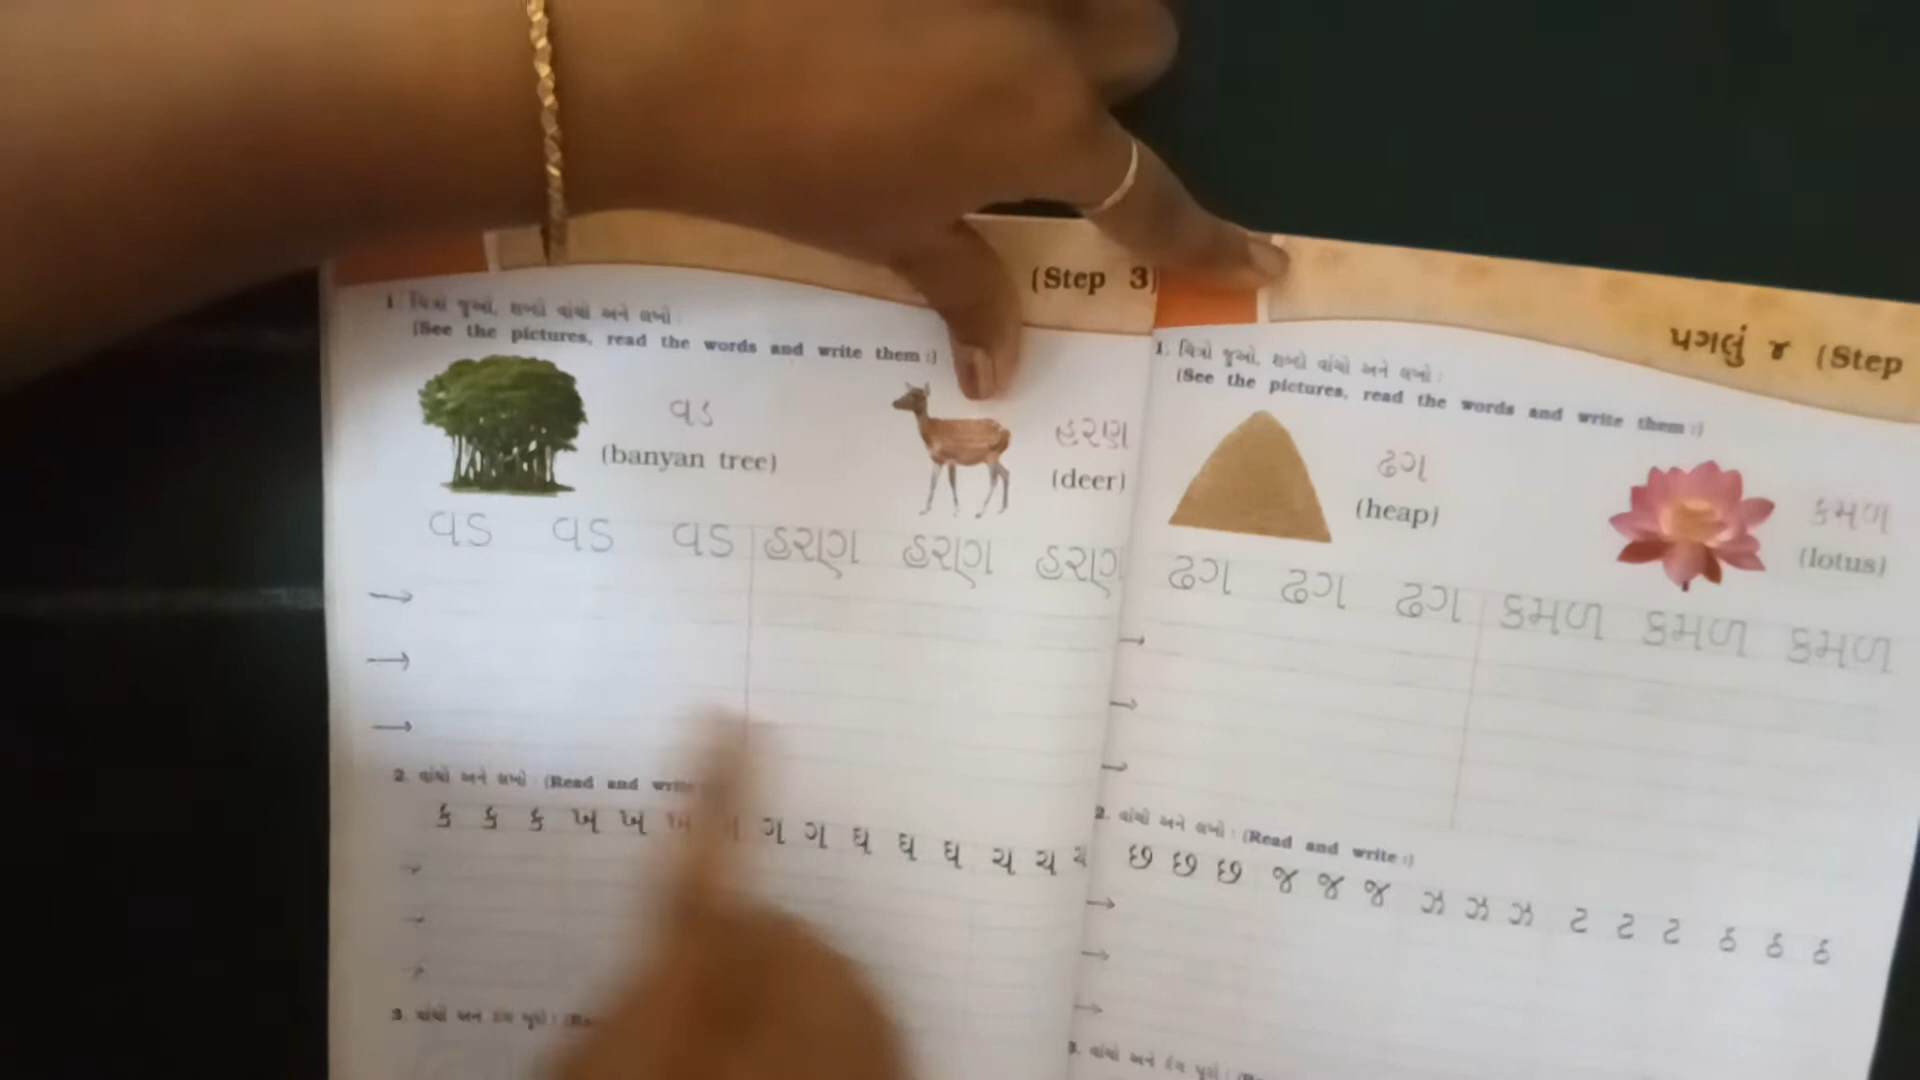 (Step 3)
1. ચિત્રો જુઓ, શબ્દો વાંચો અને લખો :
(See the pictures, read the words and write them :)
વડ
(banyan tree)
હરણ
(deer)
વડ વડ વડ હરણ હરણ હરણ
2. વાંચો અને લખો : (Read and write
ક ક ક ખ ખ ખ ગ ગ ઘ ઘ ઘ ચ ચ ચ
3. વાંચો અને રંગ પૂરો :
પગલું ૪ (Step
1. ચિત્રો જુઓ, શબ્દો વાંચો અને લખો :
(See the pictures, read the words and write them :)
ઢગ
(heap)
કમળ
(lotus)
ઢગ ઢગ ઢગ કમળ કમળ કમળ
2. વાંચો અને લખો : (Read and write :)
છ છ છ જ જ જ ઝ ઝ ઝ ટ ટ ટ ઠ ઠ ઠ
3. વાંચો અને રંગ પૂરો :